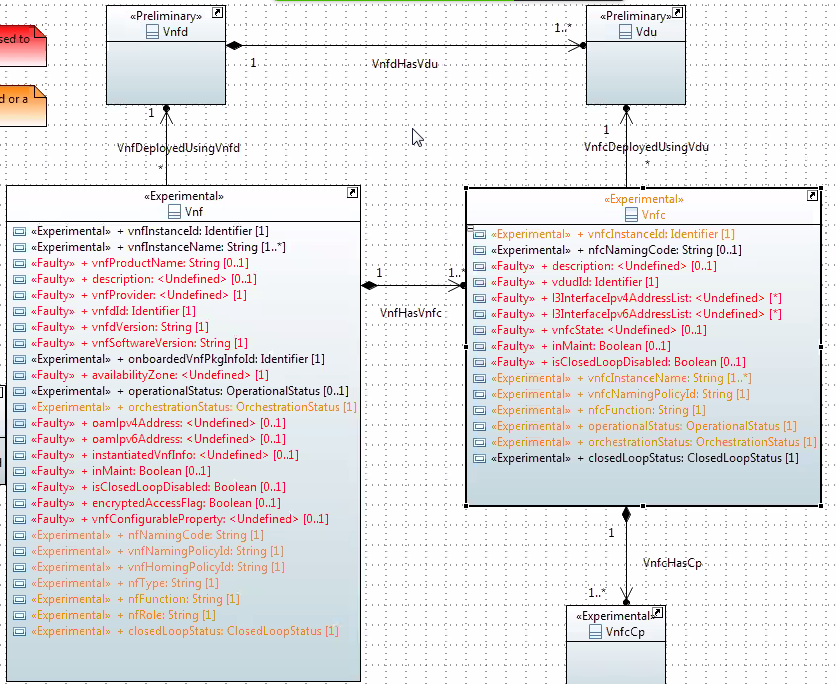 «Preliminary»
Vnfd
«Preliminary»
Vdu
sed to
d or a
1
VnfdHasVdu
1..*
1
VnfDeployedUsingVnfd
*
1
VnfcDeployedUsingVdu
*
«Experimental»
Vnf
«Experimental» + vnfInstanceId: Identifier [1]
«Experimental» + vnfInstanceName: String [1..*]
«Faulty» + vnfProductName: String [0..1]
«Faulty» + description: <Undefined> [0..1]
«Faulty» + vnfProvider: <Undefined> [1]
«Faulty» + vnfdId: Identifier [1]
«Faulty» + vnfdVersion: String [1]
«Faulty» + vnfSoftwareVersion: String [1]
«Experimental» + onboardedVnfPkgInfoId: Identifier [1]
«Faulty» + availabilityZone: <Undefined> [1]
«Experimental» + operationalStatus: OperationalStatus [0..1]
«Experimental» + orchestrationStatus: OrchestrationStatus [1]
«Faulty» + oamIpv4Address: <Undefined> [0..1]
«Faulty» + oamIpv6Address: <Undefined> [0..1]
«Faulty» + instantiatedVnfInfo: <Undefined> [0..1]
«Faulty» + inMaint: Boolean [0..1]
«Faulty» + isClosedLoopDisabled: Boolean [0..1]
«Faulty» + encryptedAccessFlag: Boolean [0..1]
«Faulty» + vnfConfigurableProperty: <Undefined> [0..1]
«Experimental» + nfNamingCode: String [1]
«Experimental» + vnfNamingPolicyId: String [1]
«Experimental» + vnfHomingPolicyId: String [1]
«Experimental» + nfType: String [1]
«Experimental» + nfFunction: String [1]
«Experimental» + nfRole: String [1]
«Experimental» + closedLoopStatus: ClosedLoopStatus [1]
1
VnfHasVnfc
1..*
«Experimental»
Vnfc
«Experimental» + vnfcInstanceId: Identifier [1]
«Experimental» + nfcNamingCode: String [0..1]
«Faulty» + description: <Undefined> [0..1]
«Faulty» + vdudId: Identifier [1]
«Faulty» + l3InterfaceIpv4AddressList: <Undefined> [*]
«Faulty» + l3InterfaceIpv6AddressList: <Undefined> [*]
«Faulty» + vnfcState: <Undefined> [0..1]
«Faulty» + inMaint: Boolean [0..1]
«Faulty» + isClosedLoopDisabled: Boolean [0..1]
«Experimental» + vnfcInstanceName: String [1..*]
«Experimental» + vnfcNamingPolicyId: String [1]
«Experimental» + nfcFunction: String [1]
«Experimental» + operationalStatus: OperationalStatus [1]
«Experimental» + orchestrationStatus: OrchestrationStatus [1]
«Experimental» + closedLoopStatus: ClosedLoopStatus [1]
1
VnfcHasCp
1..*
«Experimental»
VnfcCp